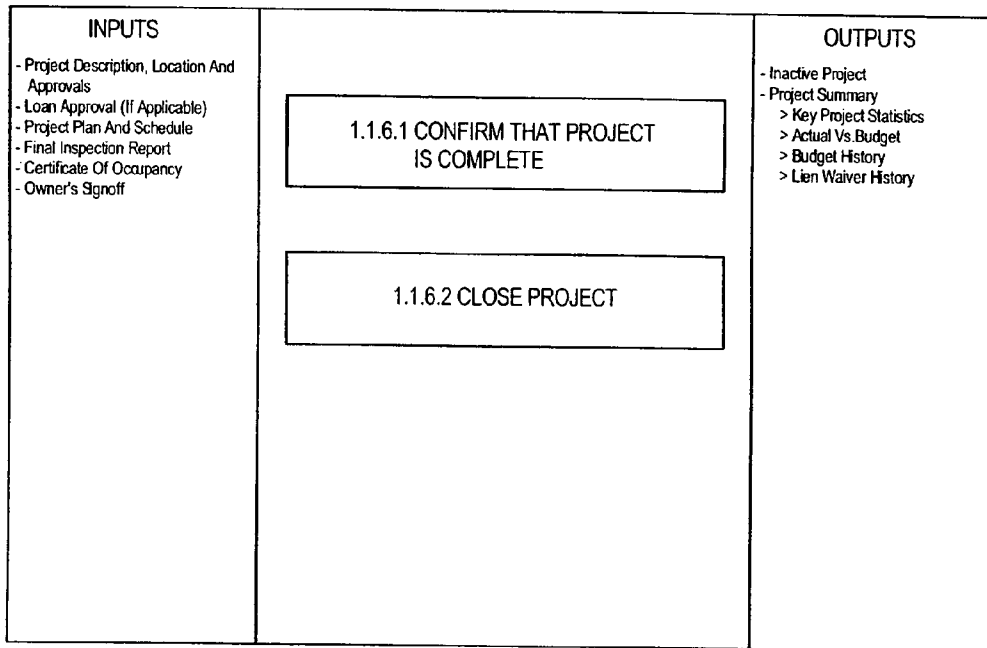 INPUTS
- Project Description, Location And
Approvals
- Loan Approval (If Applicable)
- Project Plan And Schedule
- Final Inspection Report
- Certificate Of Occupancy
- Owner's Signoff
1.1.6.1 CONFIRM THAT PROJECT
IS COMPLETE
1.1.6.2 CLOSE PROJECT
OUTPUTS
- Inactive Project
- Project Summary
> Key Project Statistics
> Actual Vs.Budget
> Budget History
> Lien Waiver History